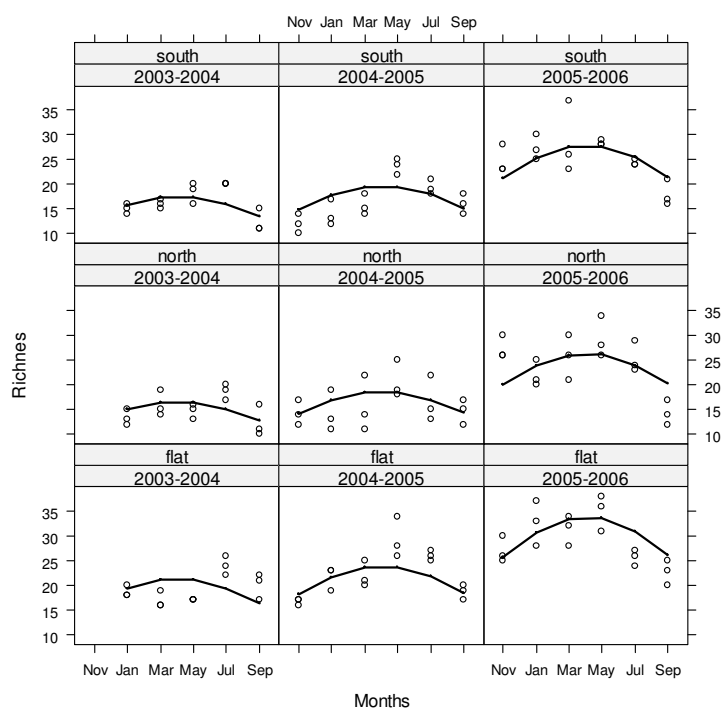 Nov Jan Mar May Jul Sep
south south south
2003-2004 2004-2005 2005-2006
35
30
25
20
15
10
north north north
2003-2004 2004-2005 2005-2006
Richnes
35
30
25
20
15
10
flat flat flat
2003-2004 2004-2005 2005-2006
35
30
25
20
15
10
Nov Jan Mar May Jul Sep Nov Jan Mar May Jul Sep
Months